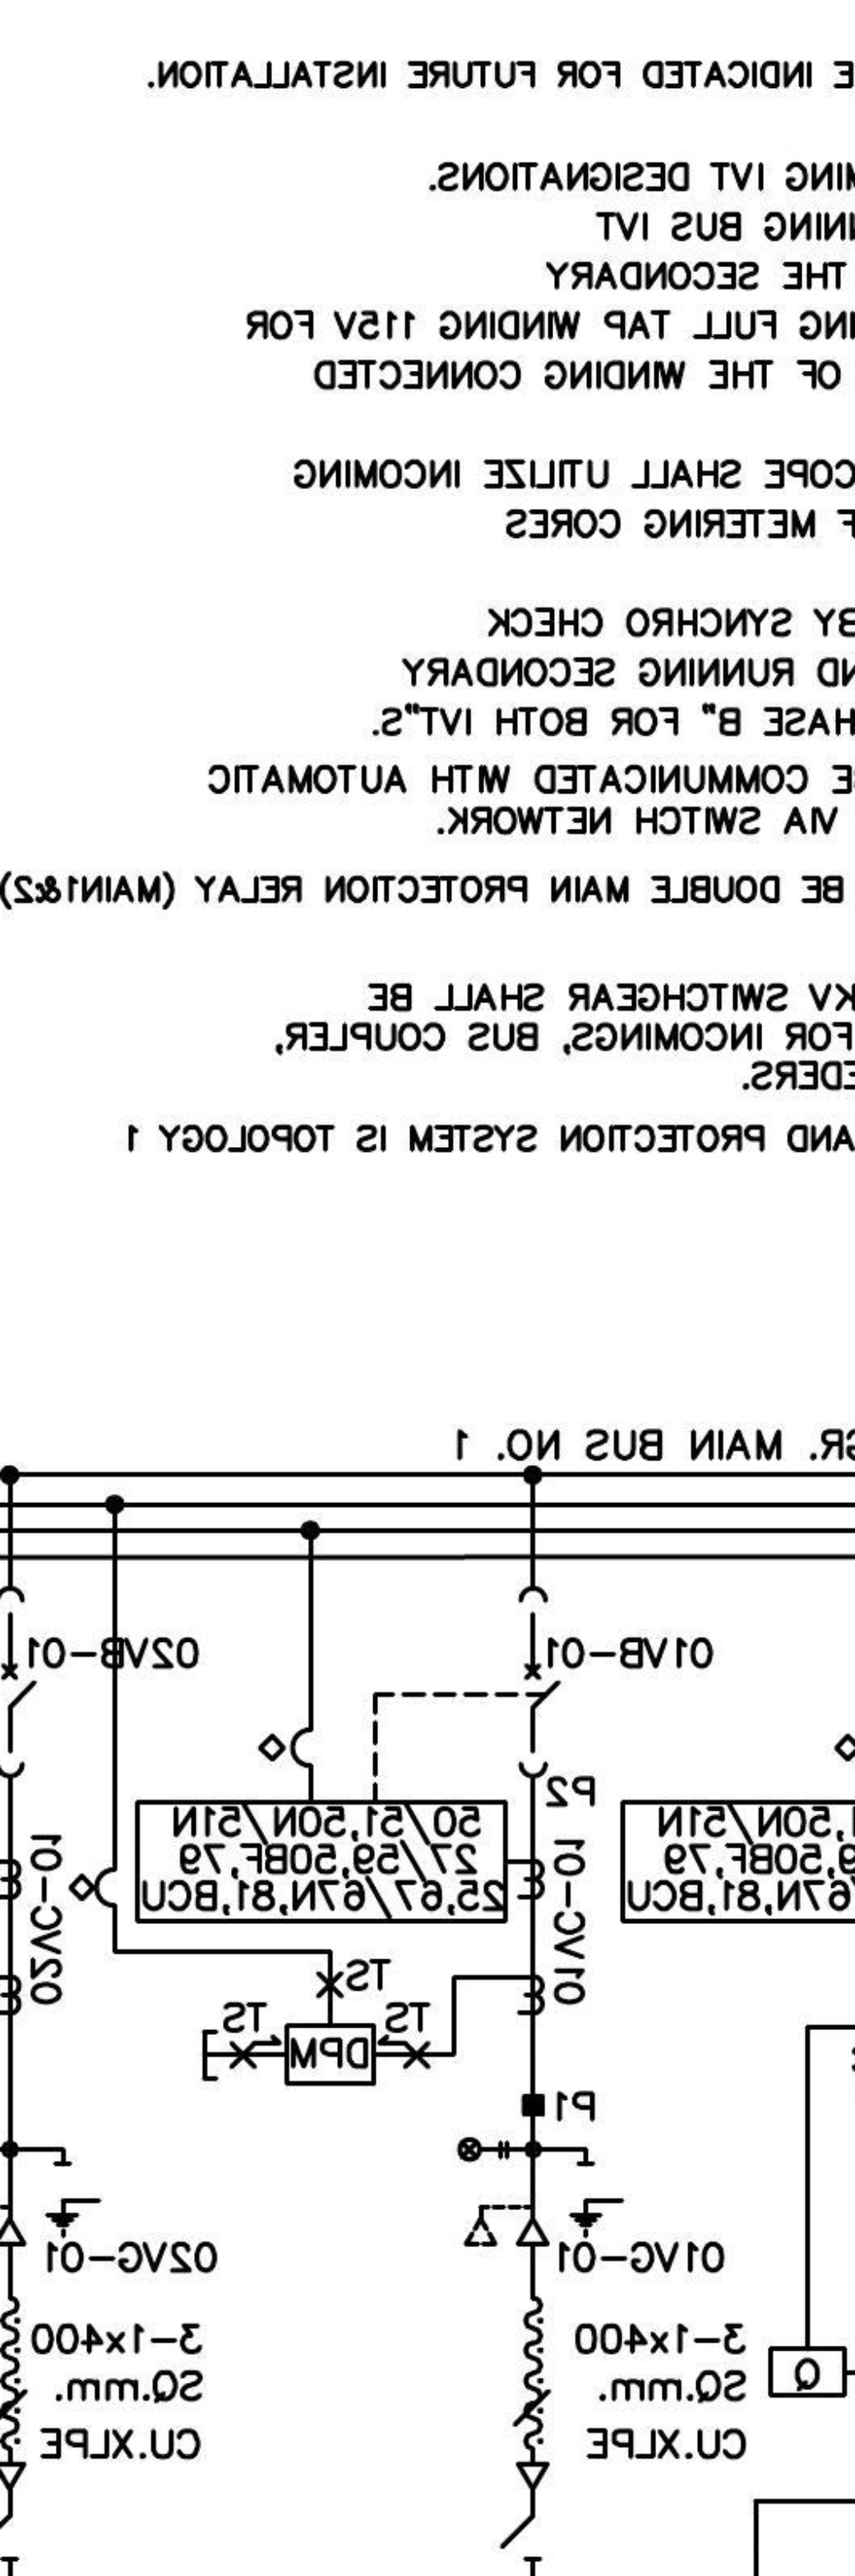 E INDICATED FOR FUTURE INSTALLATION.
MING IVT DESIGNATIONS.
NNING BUS IVT
THE SECONDARY
ING FULL TAP WINDING 115V FOR
OF THE WINDING CONNECTED
COPE SHALL UTILIZE INCOMING
F METERING CORES
BY SYNCHRO CHECK
ND RUNNING SECONDARY
HASE B" FOR BOTH IVT"S.
E COMMUNICATED WITH AUTOMATIC
VIA SWITCH NETWORK.
BE DOUBLE MAIN PROTECTION RELAY (MAIN1&2)
KV SWITCHGEAR SHALL BE
FOR INCOMINGS, BUS COUPLER,
EDERS.
AND PROTECTION SYSTEM IS TOPOLOGY 1
GR. MAIN BUS NO. 1
01VB-01
02VB-01
P2
,50N/51N
9,50BF,79
67N,81,BCU
50/51,50N/51N
27/59,50BF,79
25,67/67N,81,BCU
01VC-01
02VC-01
TS
TS
TS
DPM
P1
01VG-01
02VG-01
3-1x400
SQ.mm.
CU.XLPE
3-1x400
SQ.mm.
CU.XLPE
Q